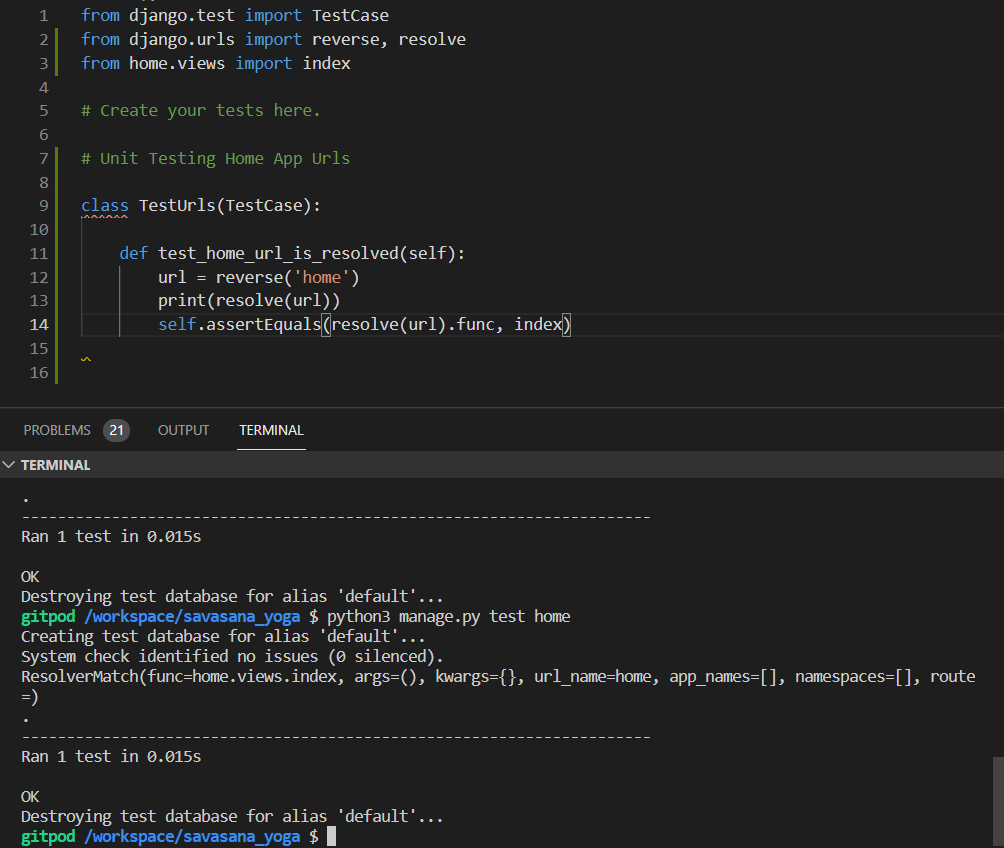 1 from django.test import TestCase
2 from django.urls import reverse, resolve
3 from home.views import index
4
5 # Create your tests here.
6
7 # Unit Testing Home App Urls
8
9 class TestUrls(TestCase):
10
11 def test_home_url_is_resolved(self):
12 url = reverse('home')
13 print(resolve(url))
14 self.assertEquals(resolve(url).func, index)
15
16
PROBLEMS 21 OUTPUT TERMINAL
TERMINAL
.
----------------------------------------------------------------------
Ran 1 test in 0.015s
OK
Destroying test database for alias 'default'...
gitpod /workspace/savasana_yoga $ python3 manage.py test home
Creating test database for alias 'default'...
System check identified no issues (0 silenced).
ResolverMatch(func=home.views.index, args=(), kwargs={}, url_name=home, app_names=[], namespaces=[], route
=)
.
----------------------------------------------------------------------
Ran 1 test in 0.015s
OK
Destroying test database for alias 'default'...
gitpod /workspace/savasana_yoga $